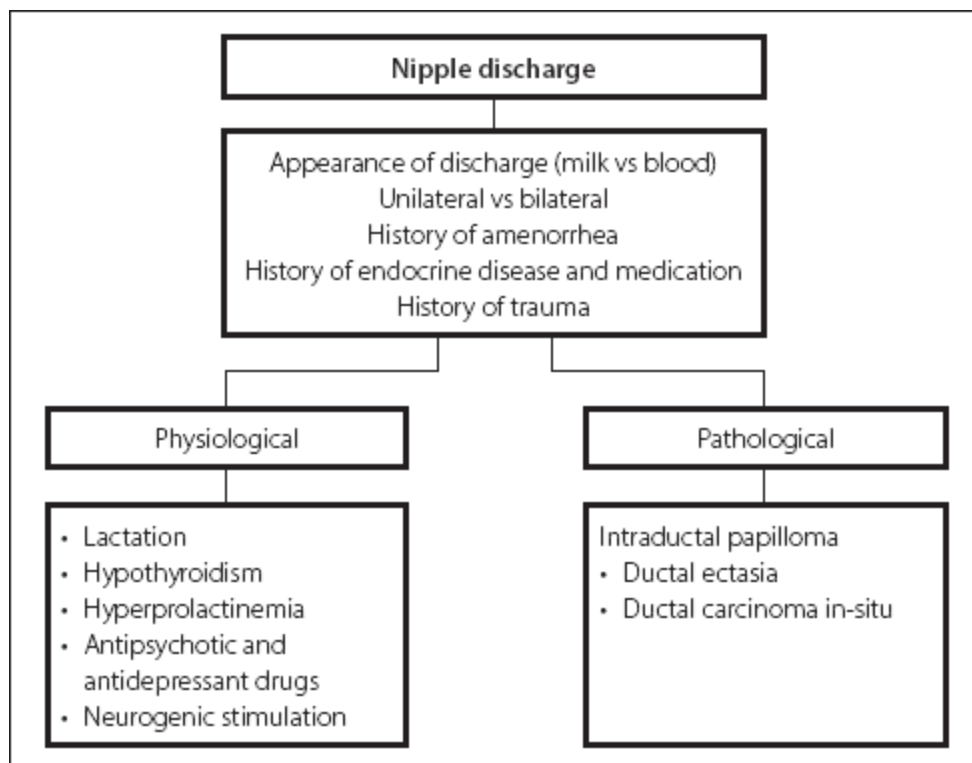 Nipple discharge
Appearance of discharge (milk vs blood)
Unilateral vs bilateral
History of amenorrhea
History of endocrine disease and medication
History of trauma
Physiological
• Lactation
• Hypothyroidism
• Hyperprolactinemia
• Antipsychotic and
antidepressant drugs
• Neurogenic stimulation
Pathological
Intraductal papilloma
• Ductal ectasia
• Ductal carcinoma in-situ